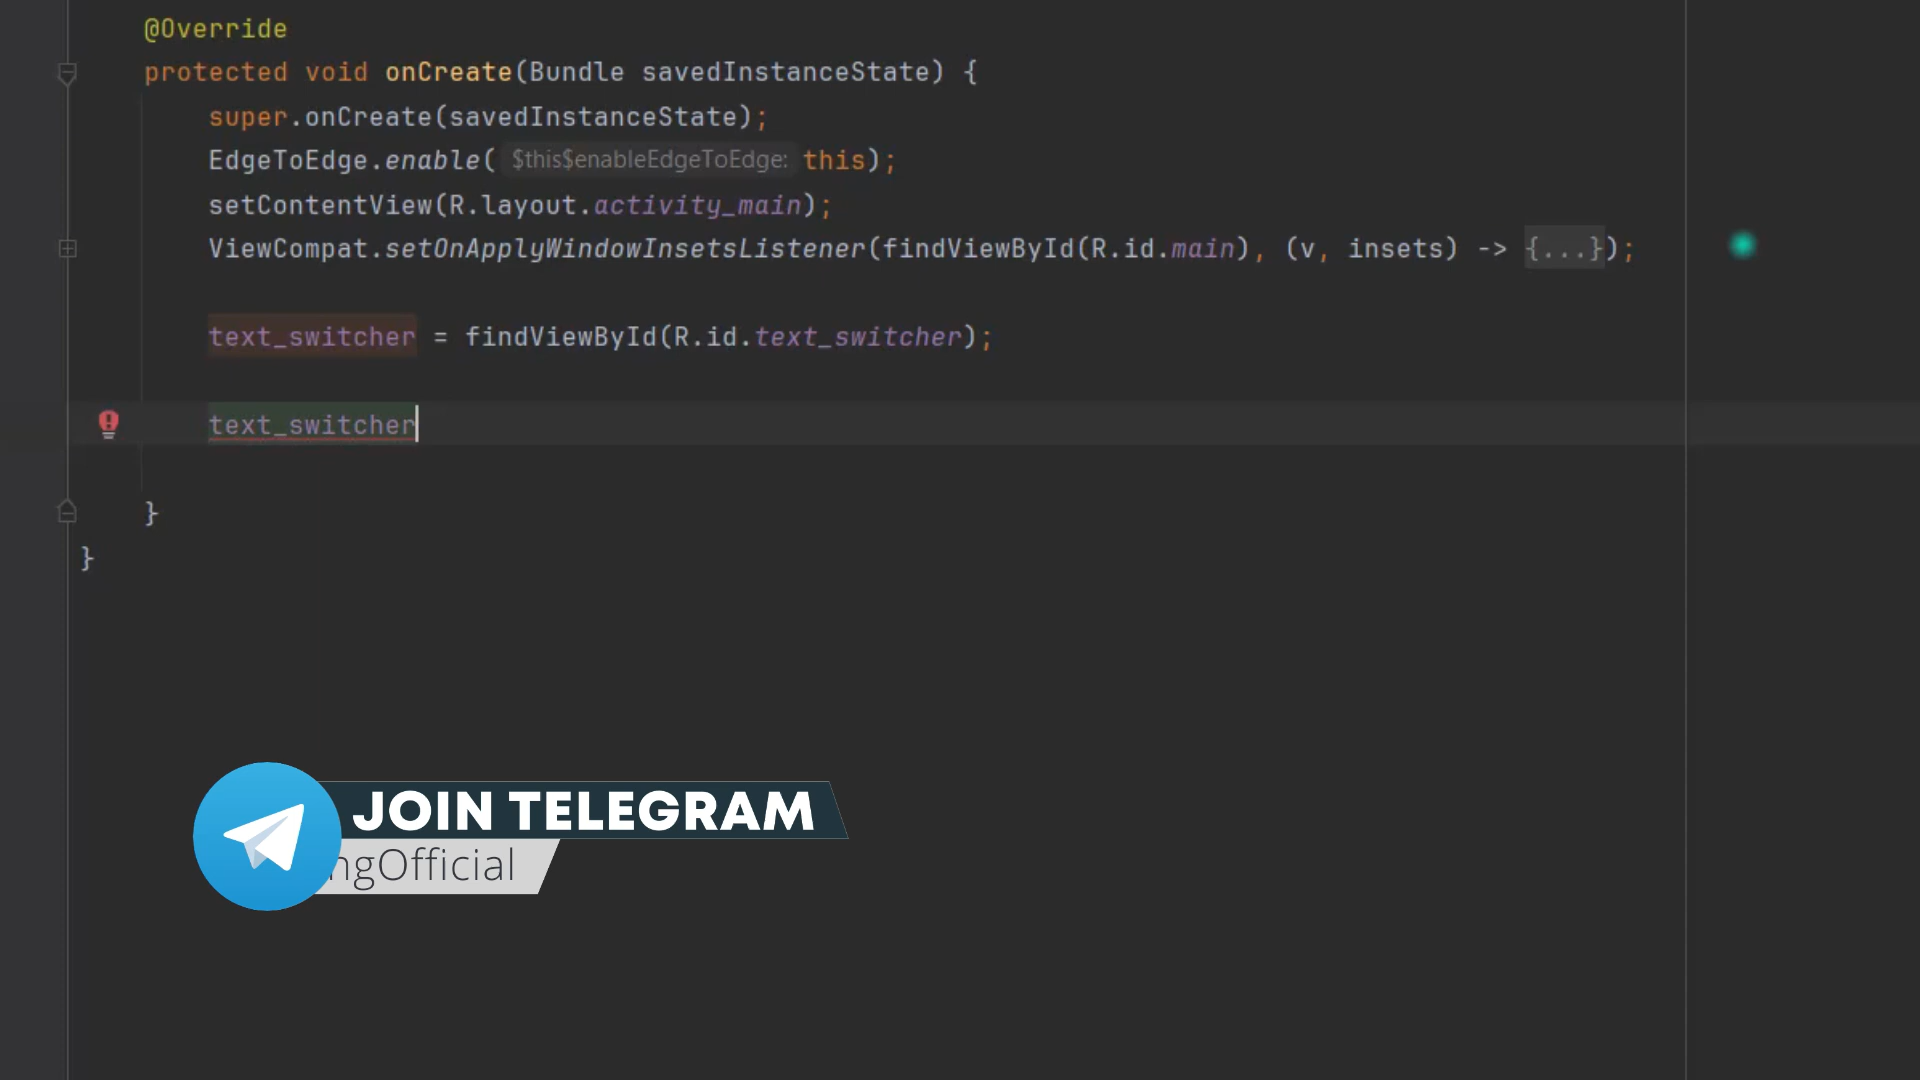 @Override
protected void onCreate(Bundle savedInstanceState) {
super.onCreate(savedInstanceState);
EdgeToEdge.enable( $this$enableEdgeToEdge: this);
setContentView(R.layout.activity_main);
ViewCompat.setOnApplyWindowInsetsListener(findViewById(R.id.main), (v, insets) -> {...});
text_switcher = findViewById(R.id.text_switcher);
text_switcher
}
}
JOIN TELEGRAM
ngOfficial